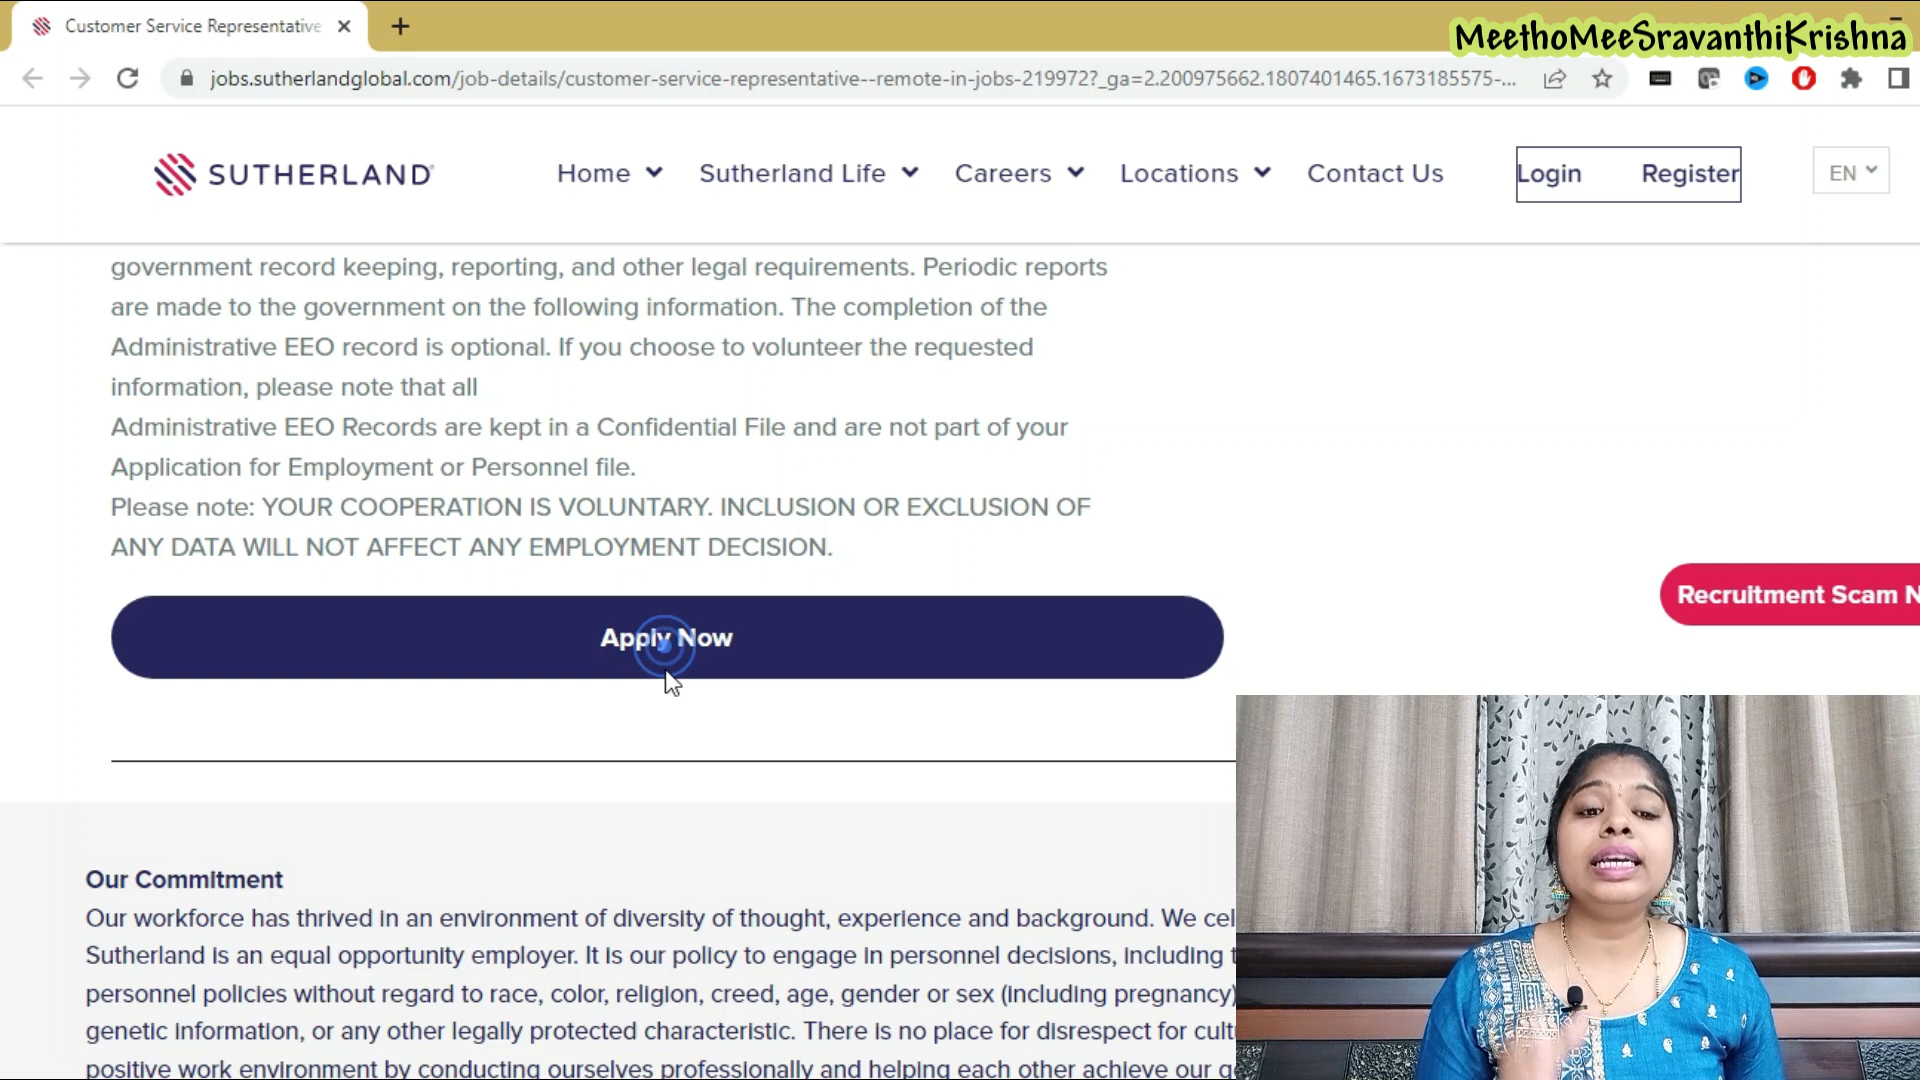 Customer Service Representative
MeethoMeeSravanthiKrishna
jobs.sutherlandglobal.com/job-details/customer-service-representative--remote-in-jobs-219972?_ga=2.200975662.1807401465.1673185575-...
SUTHERLAND
Home
Sutherland Life
Careers
Locations
Contact Us
Login
Register
EN
government record keeping, reporting, and other legal requirements. Periodic reports
are made to the government on the following information. The completion of the
Administrative EEO record is optional. If you choose to volunteer the requested
information, please note that all
Administrative EEO Records are kept in a Confidential File and are not part of your
Application for Employment or Personnel file.
Please note: YOUR COOPERATION IS VOLUNTARY. INCLUSION OR EXCLUSION OF
ANY DATA WILL NOT AFFECT ANY EMPLOYMENT DECISION.
Recruitment Scam N
Apply Now
Our Commitment
Our workforce has thrived in an environment of diversity of thought, experience and background. We cel
Sutherland is an equal opportunity employer. It is our policy to engage in personnel decisions, including t
personnel policies without regard to race, color, religion, creed, age, gender or sex (including pregnancy)
genetic information, or any other legally protected characteristic. There is no place for disrespect for cult
positive work environment by conducting ourselves professionally and helping each other achieve our g